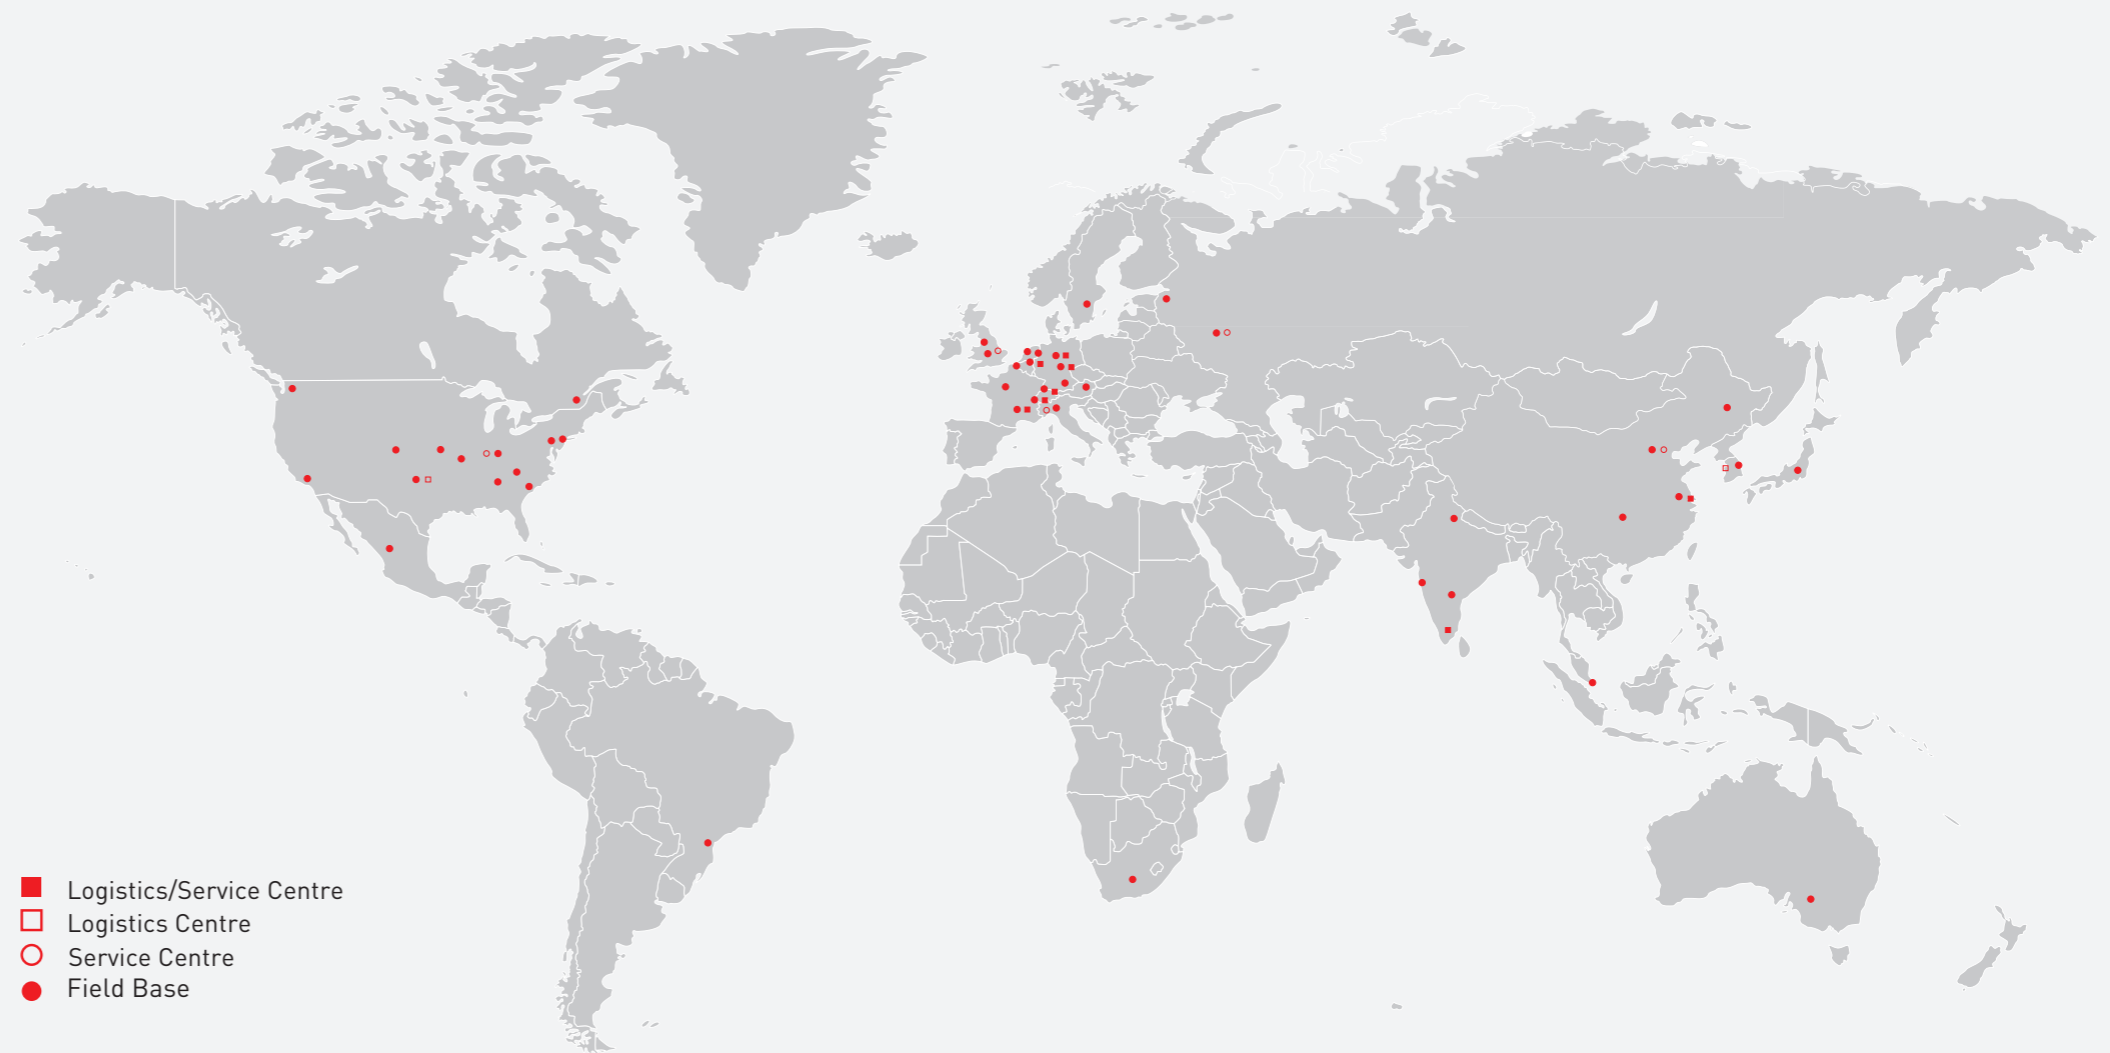 Logistics/Service Centre
Logistics Centre
Service Centre
Field Base